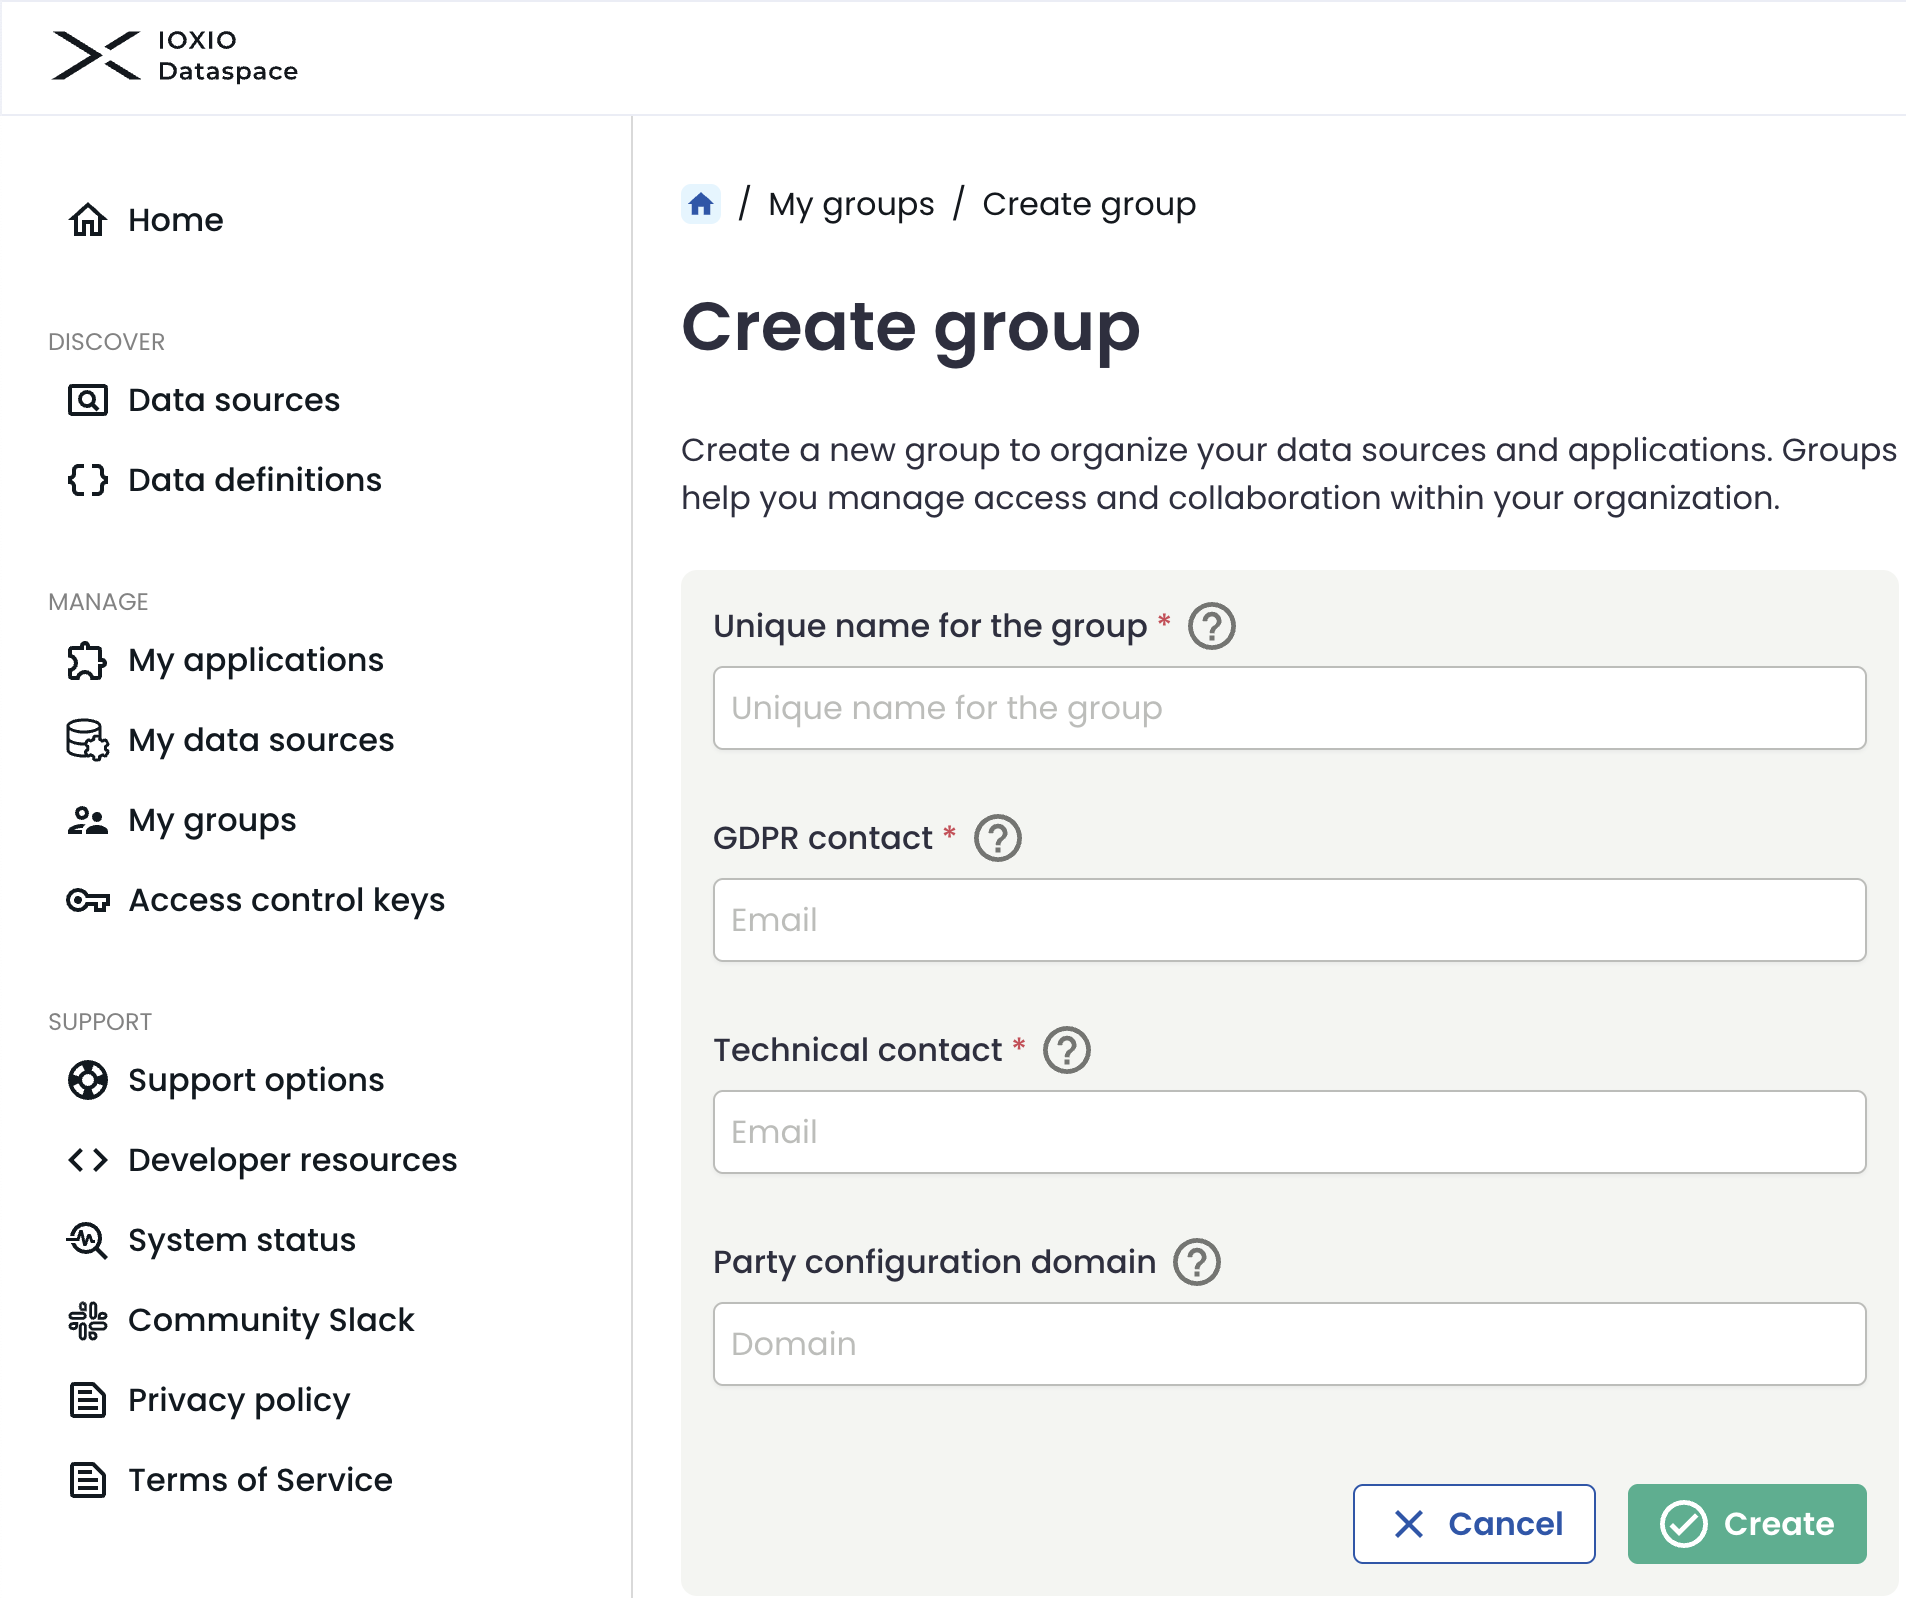 IOXIO
Dataspace
Home
DISCOVER
Data sources
Data definitions
MANAGE
My applications
My data sources
My groups
Access control keys
SUPPORT
Support options
Developer resources
System status
Community Slack
Privacy policy
Terms of Service
/ My groups / Create group
Create group
Create a new group to organize your data sources and applications. Groups
help you manage access and collaboration within your organization.
Unique name for the group * ?
Unique name for the group
GDPR contact * ?
Email
Technical contact * ?
Email
Party configuration domain ?
Domain
Cancel
Create